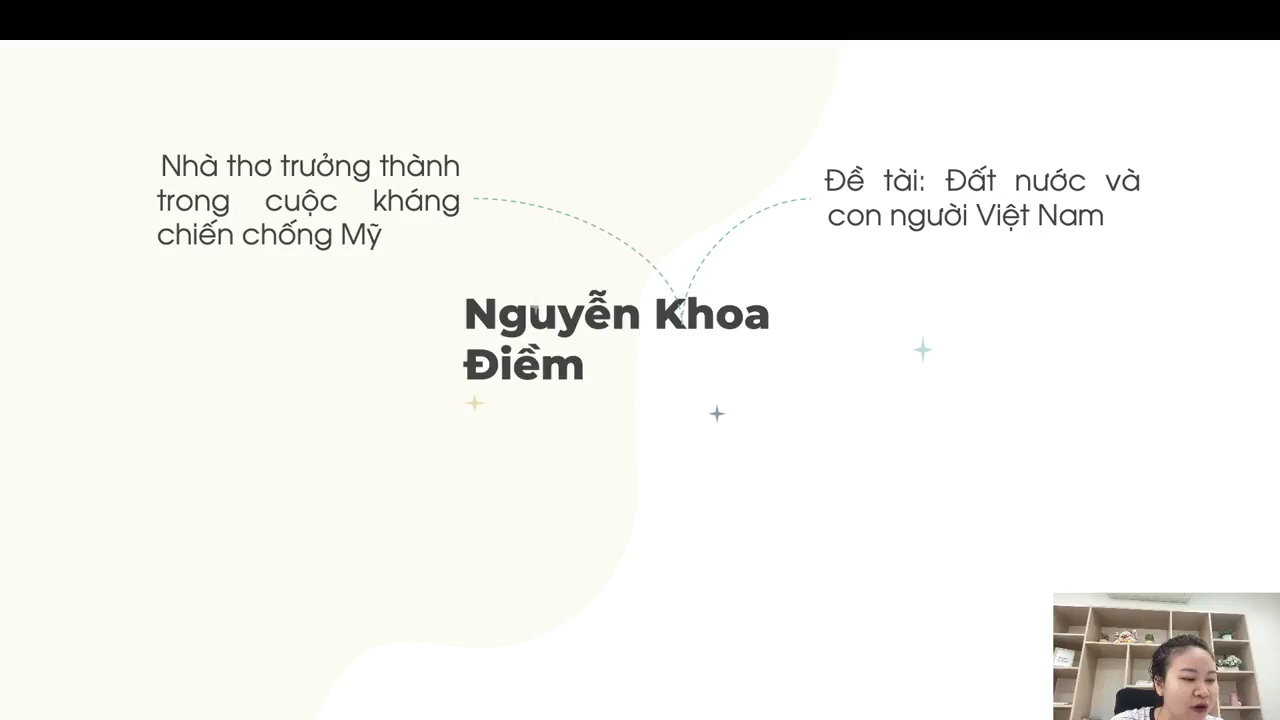 Nhà thơ trưởng thành
trong cuộc kháng
chiến chống Mỹ
Đề tài: Đất nước và
con người Việt Nam
Nguyễn Khoa
Điềm